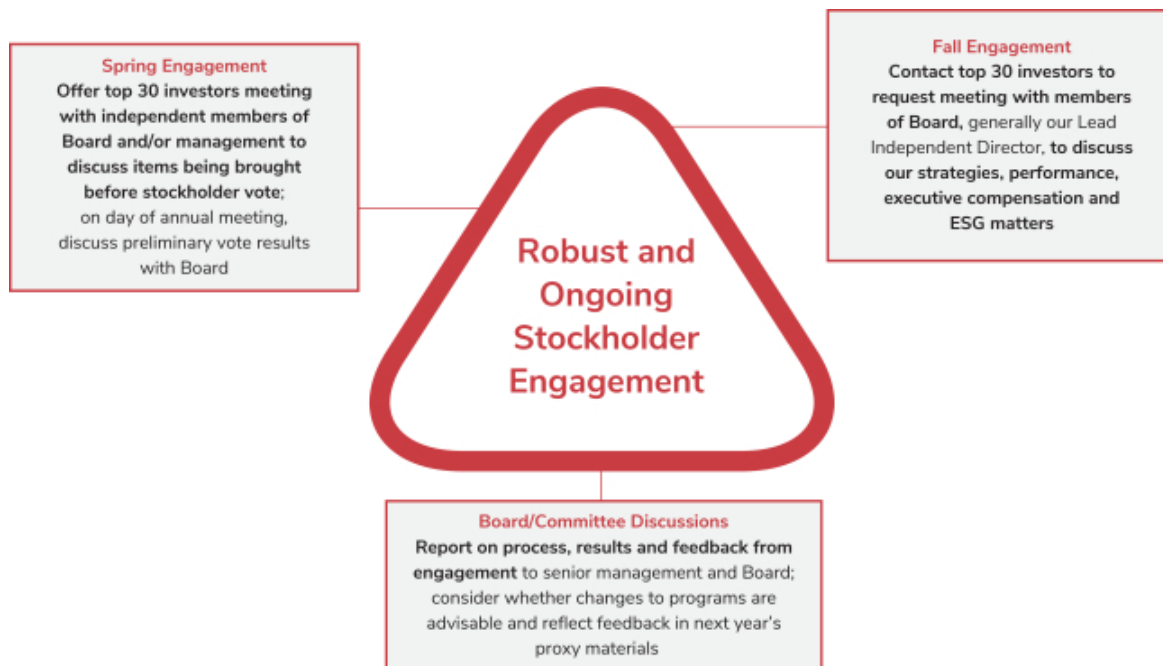 Spring Engagement
Offer top 30 investors meeting
with independent members of
Board and/or management to
discuss items being brought
before stockholder vote;
on day of annual meeting,
discuss preliminary vote results
with Board
Fall Engagement
Contact top 30 investors to
request meeting with members
of Board, generally our Lead
Independent Director, to discuss
our strategies, performance,
executive compensation and
ESG matters
Robust and
Ongoing
Stockholder
Engagement
Board/Committee Discussions
Report on process, results and feedback from
engagement to senior management and Board;
consider whether changes to programs are
advisable and reflect feedback in next year's
proxy materials